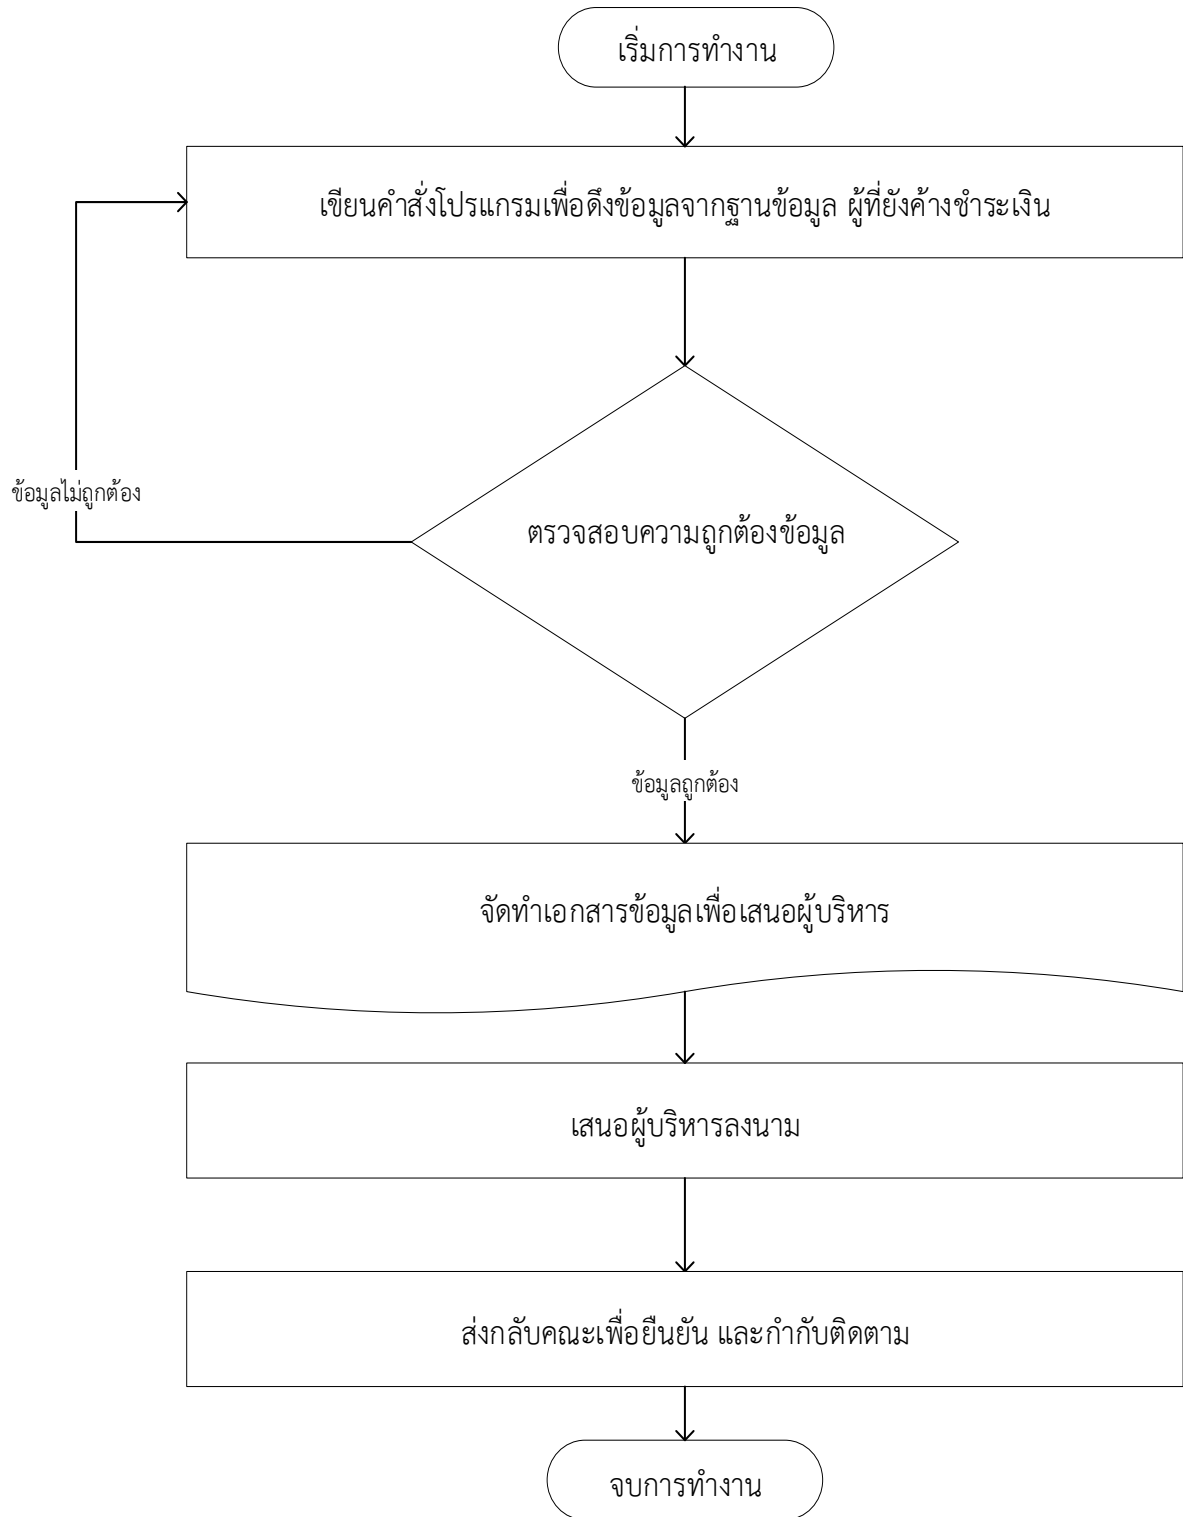 เริ่มการทำงาน
เขียนคำสั่งโปรแกรมเพื่อดึงข้อมูลจากฐานข้อมูล ผู้ที่ยังค้างชำระเงิน
ข้อมูลไม่ถูกต้อง
ตรวจสอบความถูกต้องข้อมูล
ข้อมูลถูกต้อง
จัดทำเอกสารข้อมูลเพื่อเสนอผู้บริหาร
เสนอผู้บริหารลงนาม
ส่งกลับคณะเพื่อยืนยัน และกำกับติดตาม
จบการทำงาน